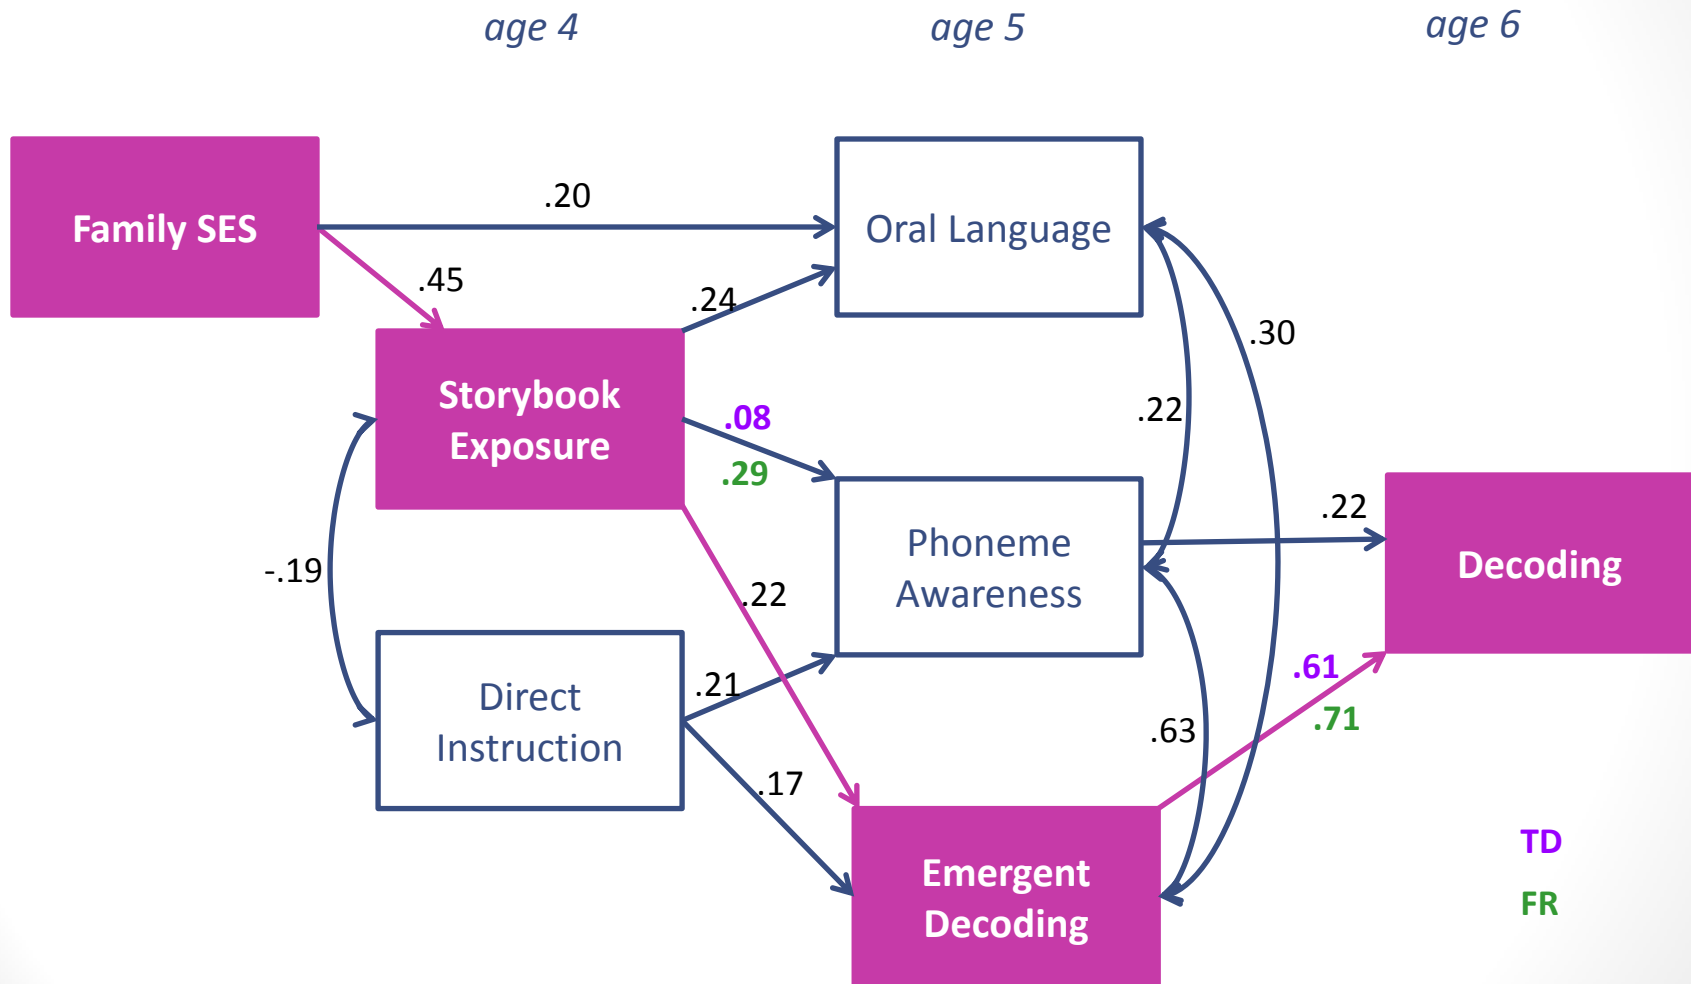 age 4
age 5
age 6
Family SES
.20
Oral Language
.45
.24
.30
Storybook
Exposure
.08
.29
.22
-.19
Phoneme
Awareness
.22
Decoding
.22
Direct
Instruction
.21
.17
.63
.61
.71
Emergent
Decoding
TD
FR